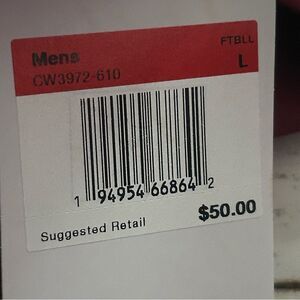 Mens FTBLL
CW3972-610 L
1 94954 66864 2
Suggested Retail $50.00